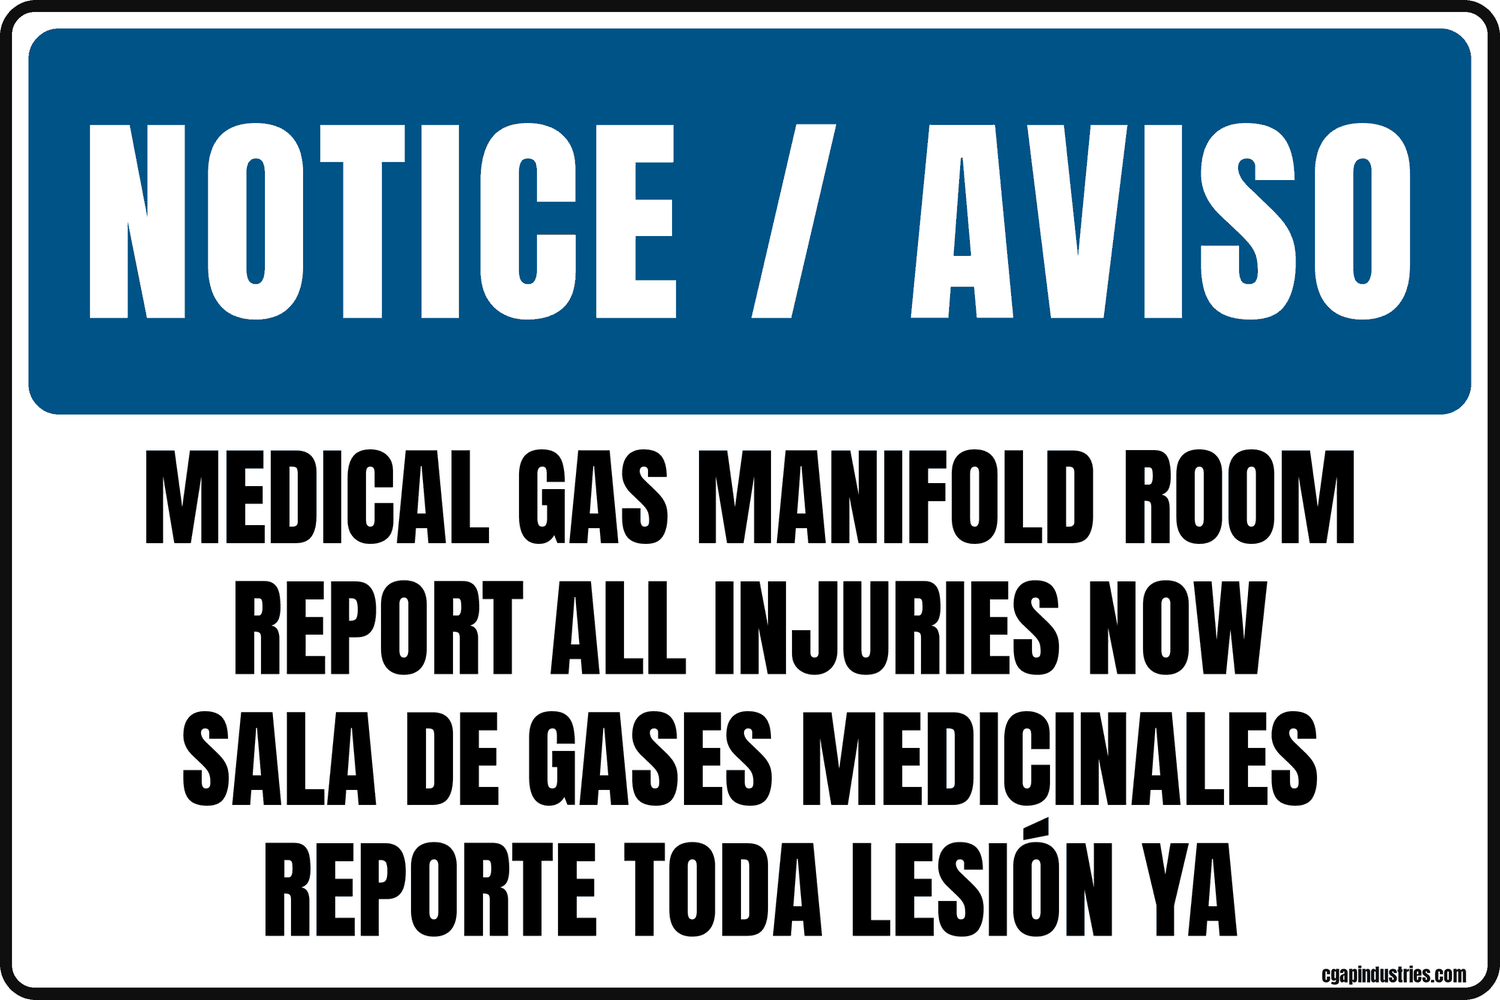 NOTICE / AVISO
MEDICAL GAS MANIFOLD ROOM
REPORT ALL INJURIES NOW
SALA DE GASES MEDICINALES
REPORTE TODA LESIÓN YA
cgapindustries.com